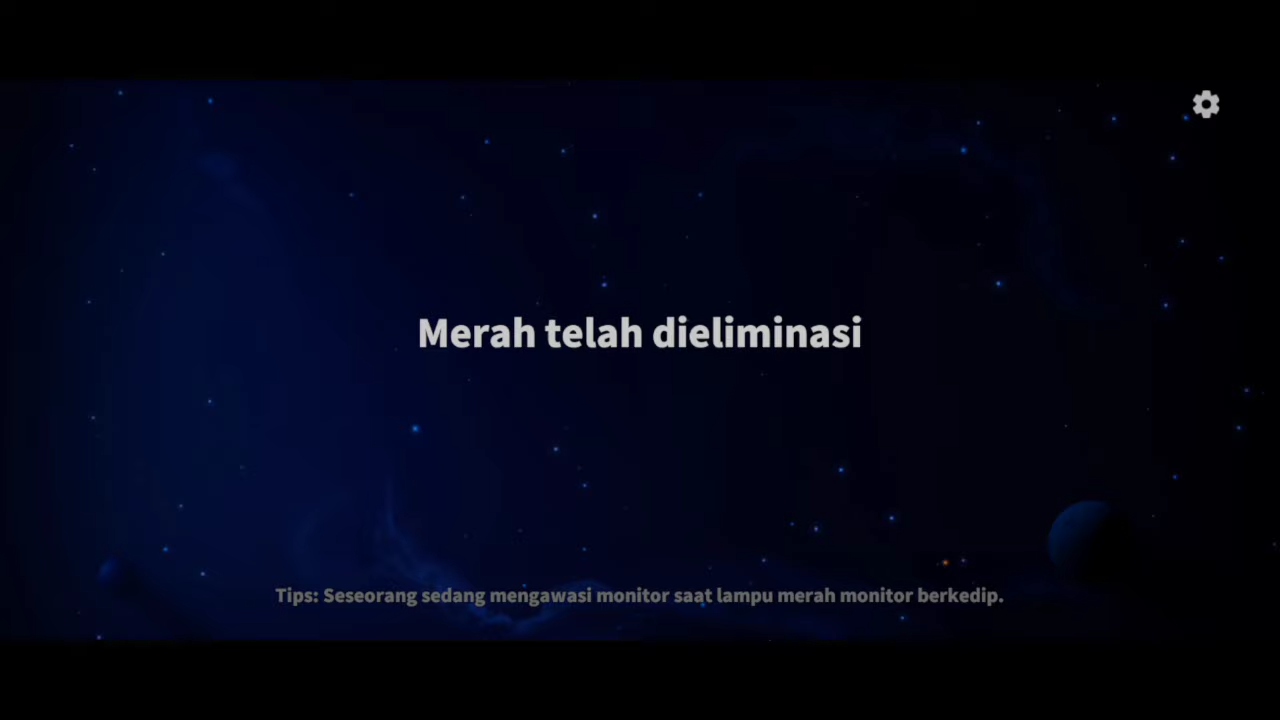 Merah telah dieliminasi
Tips: Seseorang sedang mengawasi monitor saat lampu merah monitor berkedip.